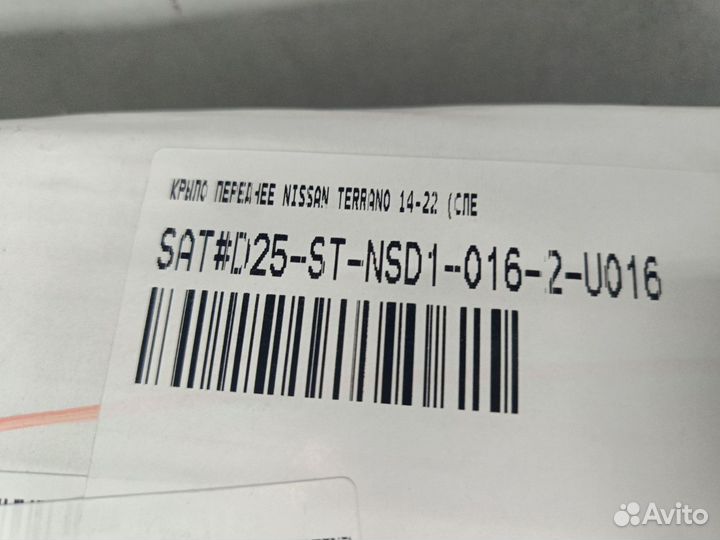 КРЫЛО ПЕРЕДНЕЕ NISSAN TERRANO 14-22 (СПЕ
SAT#D25-ST-NSD1-016-2-U016
Avito